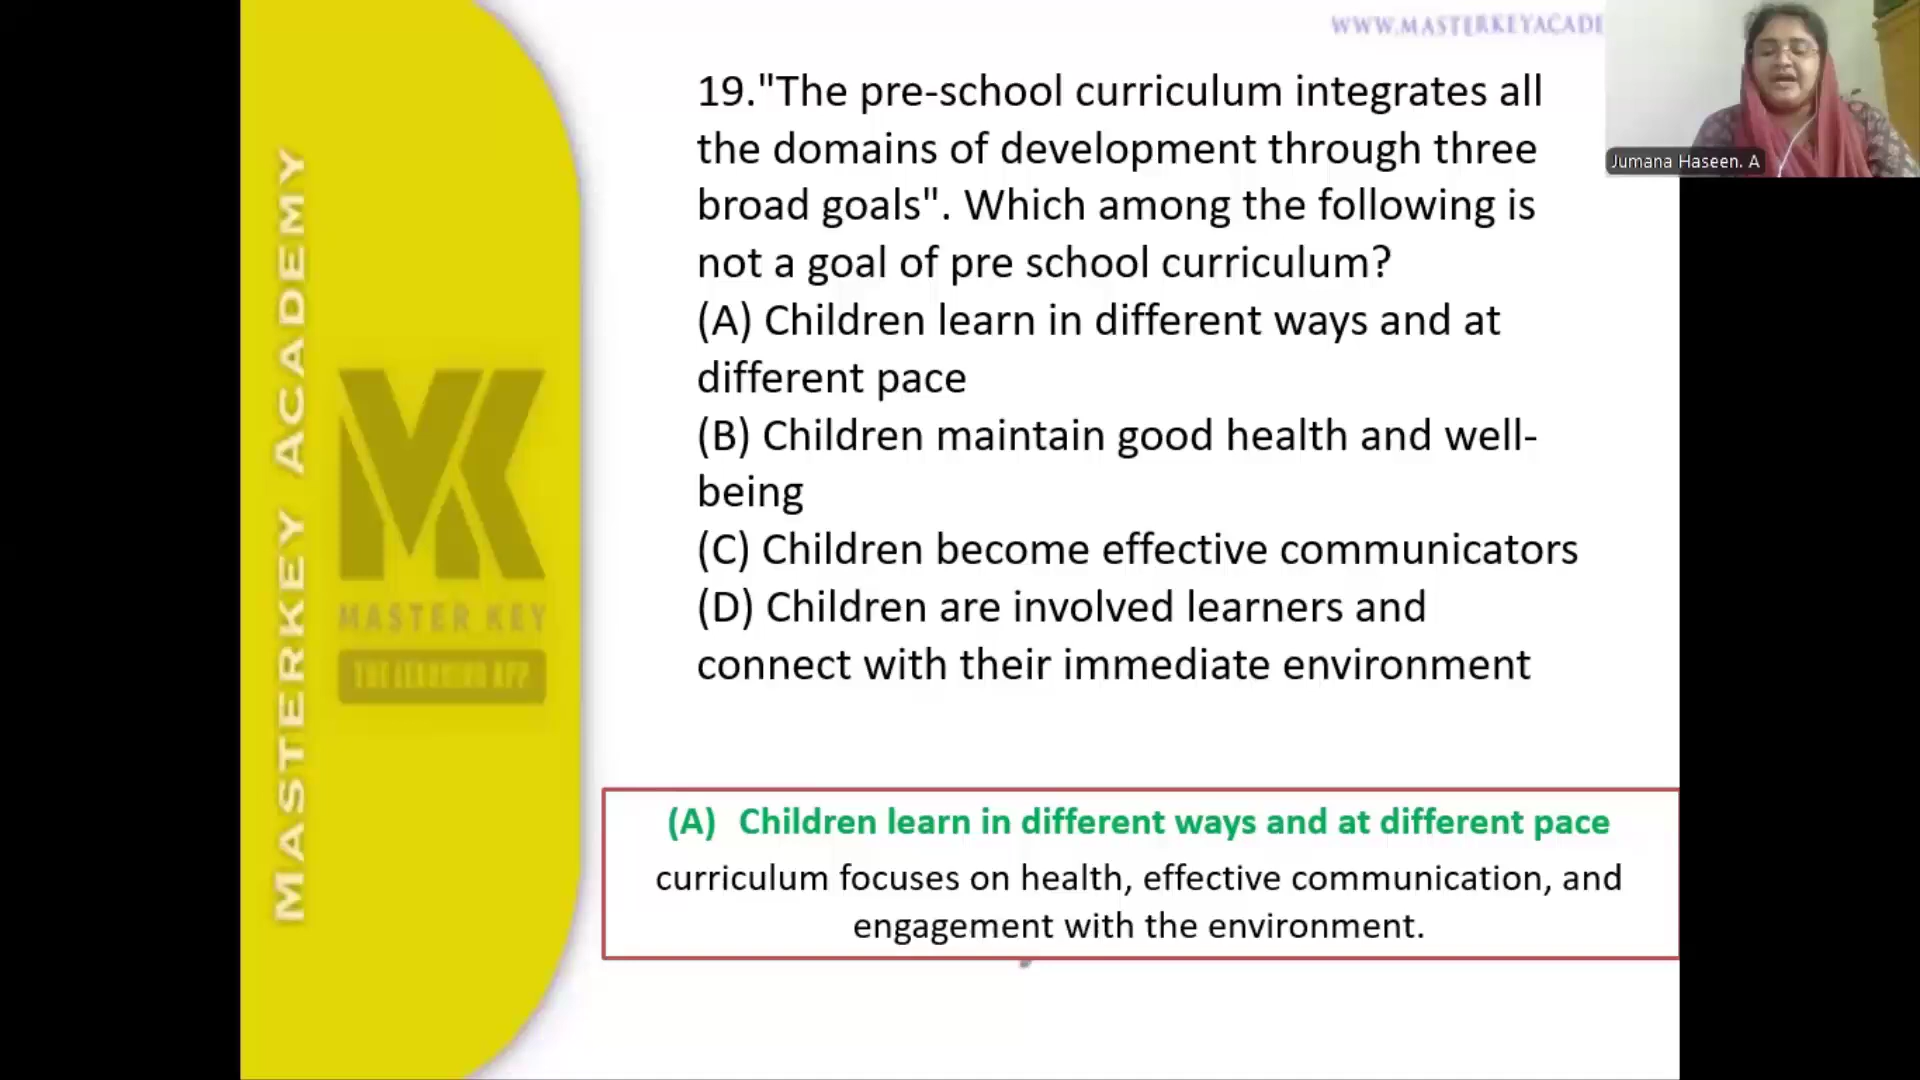 WWW.MASTERKEYACADE
19."The pre-school curriculum integrates all
the domains of development through three
broad goals". Which among the following is
not a goal of pre school curriculum?
(A) Children learn in different ways and at
different pace
(B) Children maintain good health and well-
being
(C) Children become effective communicators
(D) Children are involved learners and
connect with their immediate environment
(A) Children learn in different ways and at different pace
curriculum focuses on health, effective communication, and
engagement with the environment.
MASTERKEY ACADEMY
MASTER KEY
THE LEARNING APP
Jumana Haseen. A